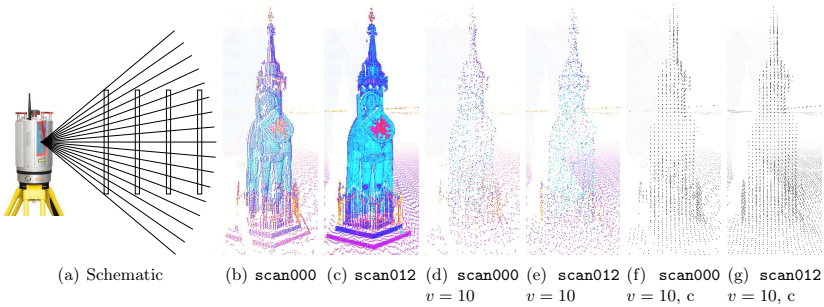 (a) Schematic
(b) scan000
(c) scan012
(d) scan000
v = 10
(e) scan012
v = 10
(f) scan000
v = 10, c
(g) scan012
v = 10, c